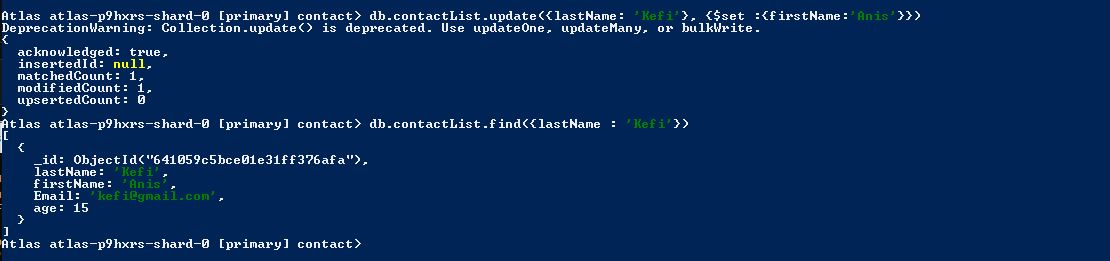 Atlas atlas-p9hxrs-shard-0 [primary] contact> db.contactList.update({lastName: 'Kefi'}, {$set :{firstName:'Anis'}})
DeprecationWarning: Collection.update() is deprecated. Use updateOne, updateMany, or bulkWrite.
{
  acknowledged: true,
  insertedId: null,
  matchedCount: 1,
  modifiedCount: 1,
  upsertedCount: 0
}
Atlas atlas-p9hxrs-shard-0 [primary] contact> db.contactList.find({lastName : 'Kefi'})
[
  {
    _id: ObjectId("641059c5bce01e31ff376afa"),
    lastName: 'Kefi',
    firstName: 'Anis',
    Email: 'kefi@gmail.com',
    age: 15
  }
]
Atlas atlas-p9hxrs-shard-0 [primary] contact>